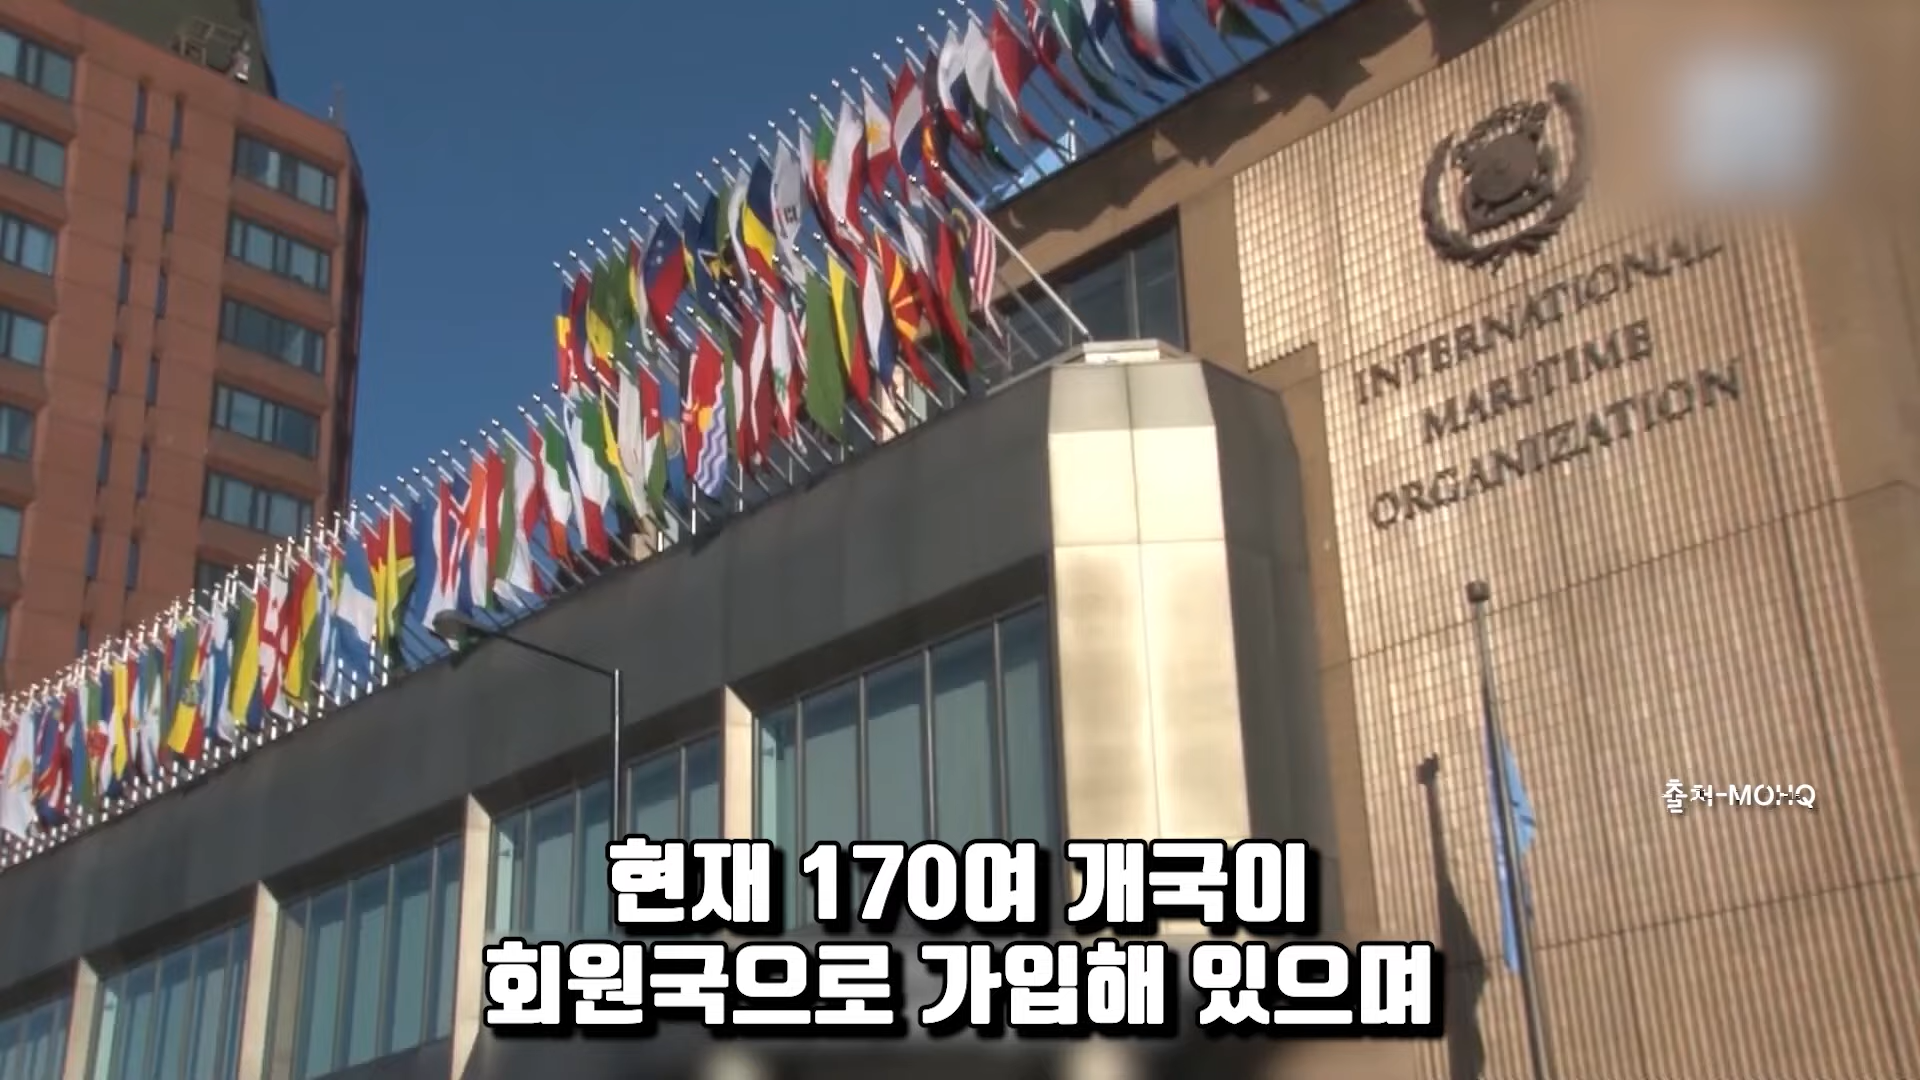 INTERNATIONAL
MARITIME
ORGANIZATION
출처-MOHQ
현재 170여 개국이
회원국으로 가입해 있으며